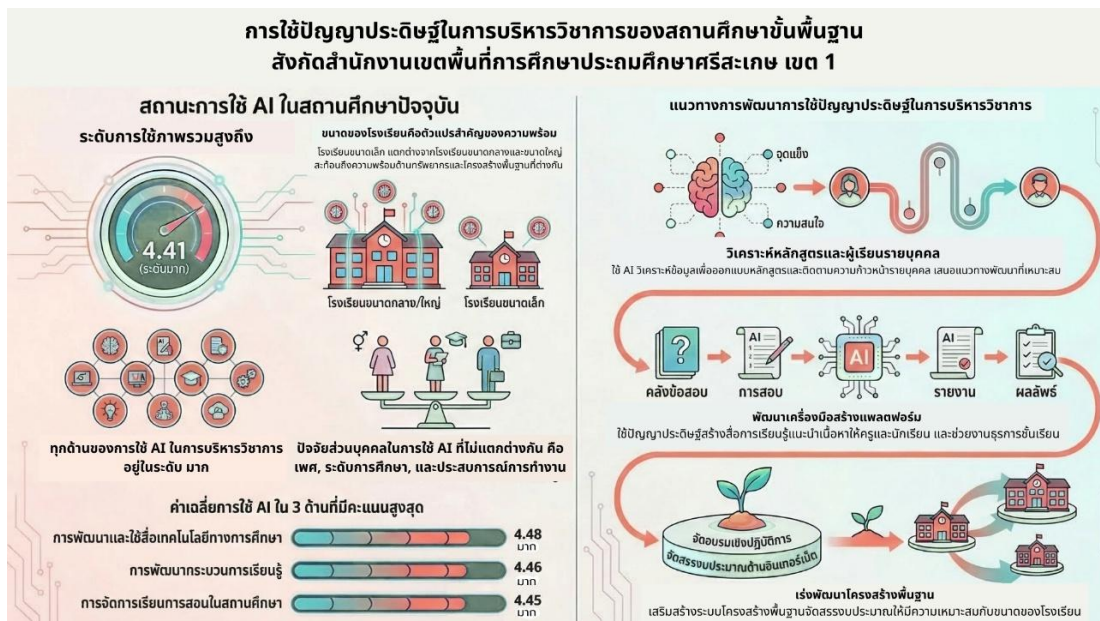 การใช้ปัญญาประดิษฐ์ในการบริหารวิชาการของสถานศึกษาขั้นพื้นฐาน
สังกัดสำนักงานเขตพื้นที่การศึกษาประถมศึกษาศรีสะเกษ เขต 1
สถานะการใช้ AI ในสถานศึกษาปัจจุบัน
ระดับการใช้ภาพรวมสูงถึง
4.41
(ระดับมาก)
ขนาดของโรงเรียนคือตัวแปรสำคัญของความพร้อม
โรงเรียนขนาดเล็ก แตกต่างจากโรงเรียนขนาดกลางและขนาดใหญ่
สะท้อนถึงความพร้อมด้านทรัพยากรและโครงสร้างพื้นฐานที่ต่างกัน
โรงเรียนขนาดกลาง/ใหญ่
โรงเรียนขนาดเล็ก
ทุกด้านของการใช้ AI ในการบริหารวิชาการ
อยู่ในระดับ มาก
ปัจจัยส่วนบุคคลในการใช้ AI ที่ไม่แตกต่างกัน คือ
เพศ, ระดับการศึกษา, และประสบการณ์การทำงาน
ค่าเฉลี่ยการใช้ AI ใน 3 ด้านที่มีคะแนนสูงสุด
การพัฒนาและใช้สื่อเทคโนโลยีทางการศึกษา
4.48
มาก
การพัฒนากระบวนการเรียนรู้
4.46
มาก
การจัดการเรียนการสอนในสถานศึกษา
4.45
มาก
แนวทางการพัฒนาการใช้ปัญญาประดิษฐ์ในการบริหารวิชาการ
จุดแข็ง
ความสนใจ
วิเคราะห์หลักสูตรและผู้เรียนรายบุคคล
ใช้ AI วิเคราะห์ข้อมูลเพื่อออกแบบหลักสูตรและติดตามความก้าวหน้ารายบุคคล เสนอแนวทางพัฒนาที่เหมาะสม
AI
AI
AI
คลังข้อสอบ
การสอบ
รายงาน
ผลลัพธ์
พัฒนาเครื่องมือสร้างแพลตฟอร์ม
ใช้ปัญญาประดิษฐ์สร้างสื่อการเรียนรู้แนะนำเนื้อหาให้ครูและนักเรียน และช่วยงานธุรการชั้นเรียน
จัดอบรมเชิงปฏิบัติการ
จัดสรรงบประมาณด้านอินเทอร์เน็ต
เร่งพัฒนาโครงสร้างพื้นฐาน
เสริมสร้างระบบโครงสร้างพื้นฐานจัดสรรงบประมาณให้มีความเหมาะสมกับขนาดของโรงเรียน